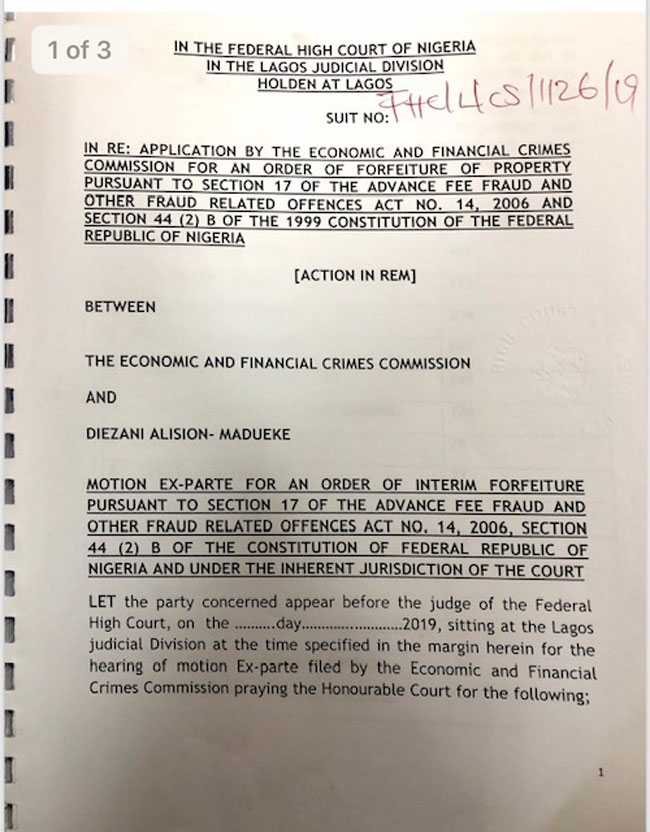 1 of 3
IN THE FEDERAL HIGH COURT OF NIGERIA
IN THE LAGOS JUDICIAL DIVISION
HOLDEN AT LAGOS
SUIT NO: FHC/L/CS/1126/19
IN RE: APPLICATION BY THE ECONOMIC AND FINANCIAL CRIMES
COMMISSION FOR AN ORDER OF FORFEITURE OF PROPERTY
PURSUANT TO SECTION 17 OF THE ADVANCE FEE FRAUD AND
OTHER FRAUD RELATED OFFENCES ACT NO. 14, 2006 AND
SECTION 44 (2) B OF THE 1999 CONSTITUTION OF THE FEDERAL
REPUBLIC OF NIGERIA
[ACTION IN REM]
BETWEEN
THE ECONOMIC AND FINANCIAL CRIMES COMMISSION
AND
DIEZANI ALISION- MADUEKE
MOTION EX-PARTE FOR AN ORDER OF INTERIM FORFEITURE
PURSUANT TO SECTION 17 OF THE ADVANCE FEE FRAUD AND
OTHER FRAUD RELATED OFFENCES ACT NO. 14, 2006, SECTION
44 (2) B OF THE CONSTITUTION OF FEDERAL REPUBLIC OF
NIGERIA AND UNDER THE INHERENT JURISDICTION OF THE COURT
LET the party concerned appear before the judge of the Federal
High Court, on the ..........day.........................2019, sitting at the Lagos
judicial Division at the time specified in the margin herein for the
hearing of motion Ex-parte filed by the Economic and Financial
Crimes Commission praying the Honourable Court for the following;
1